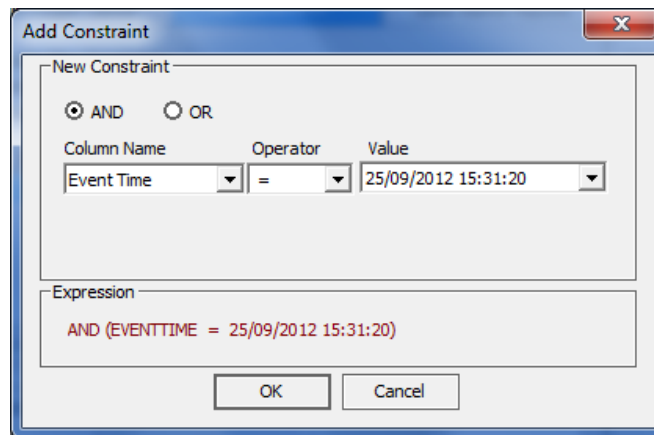 Add Constraint
New Constraint
AND OR
Column Name Operator Value
Event Time = 25/09/2012 15:31:20
Expression
AND (EVENTTIME = 25/09/2012 15:31:20)
OK Cancel